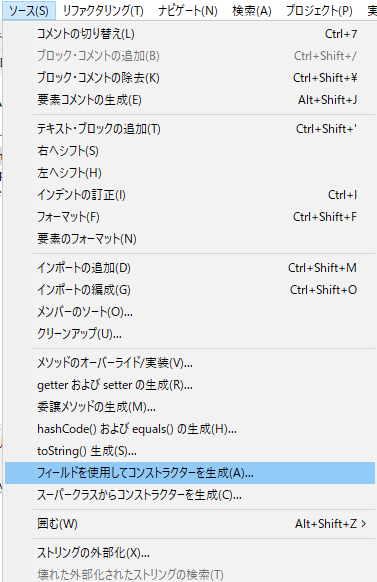 ソース(S) リファクタリング(T) ナビゲート(N) 検索(A) プロジェクト(P)
コメントの切り替え(L) Ctrl+7
ブロック・コメントの追加(B) Ctrl+Shift+/
ブロック・コメントの除去(K) Ctrl+Shift+¥
要素コメントの生成(E) Alt+Shift+J
テキスト・ブロックの追加(T) Ctrl+Shift+'
右へシフト(S)
左へシフト(H)
インデントの訂正(I) Ctrl+I
フォーマット(F) Ctrl+Shift+F
要素のフォーマット(N)
インポートの追加(D) Ctrl+Shift+M
インポートの編成(G) Ctrl+Shift+O
メンバーのソート(O)...
クリーンアップ(U)...
メソッドのオーバーライド/実装(V)...
getter および setter の生成(R)...
委譲メソッドの生成(M)...
hashCode() および equals() の生成(H)...
toString() 生成(S)...
フィールドを使用してコンストラクターを生成(A)...
スーパークラスからコンストラクターを生成(C)...
囲む(W) Alt+Shift+Z >
ストリングの外部化(X)...
壊れた外部化されたストリングの検索(T)